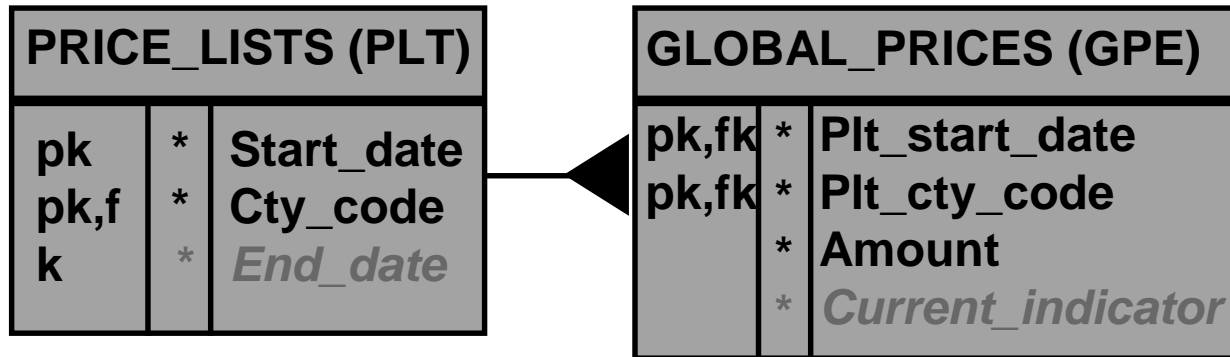 PRICE_LISTS (PLT)
pk * Start_date
pk,f * Cty_code
k * End_date
GLOBAL_PRICES (GPE)
pk,fk * Plt_start_date
pk,fk * Plt_cty_code
* Amount
* Current_indicator